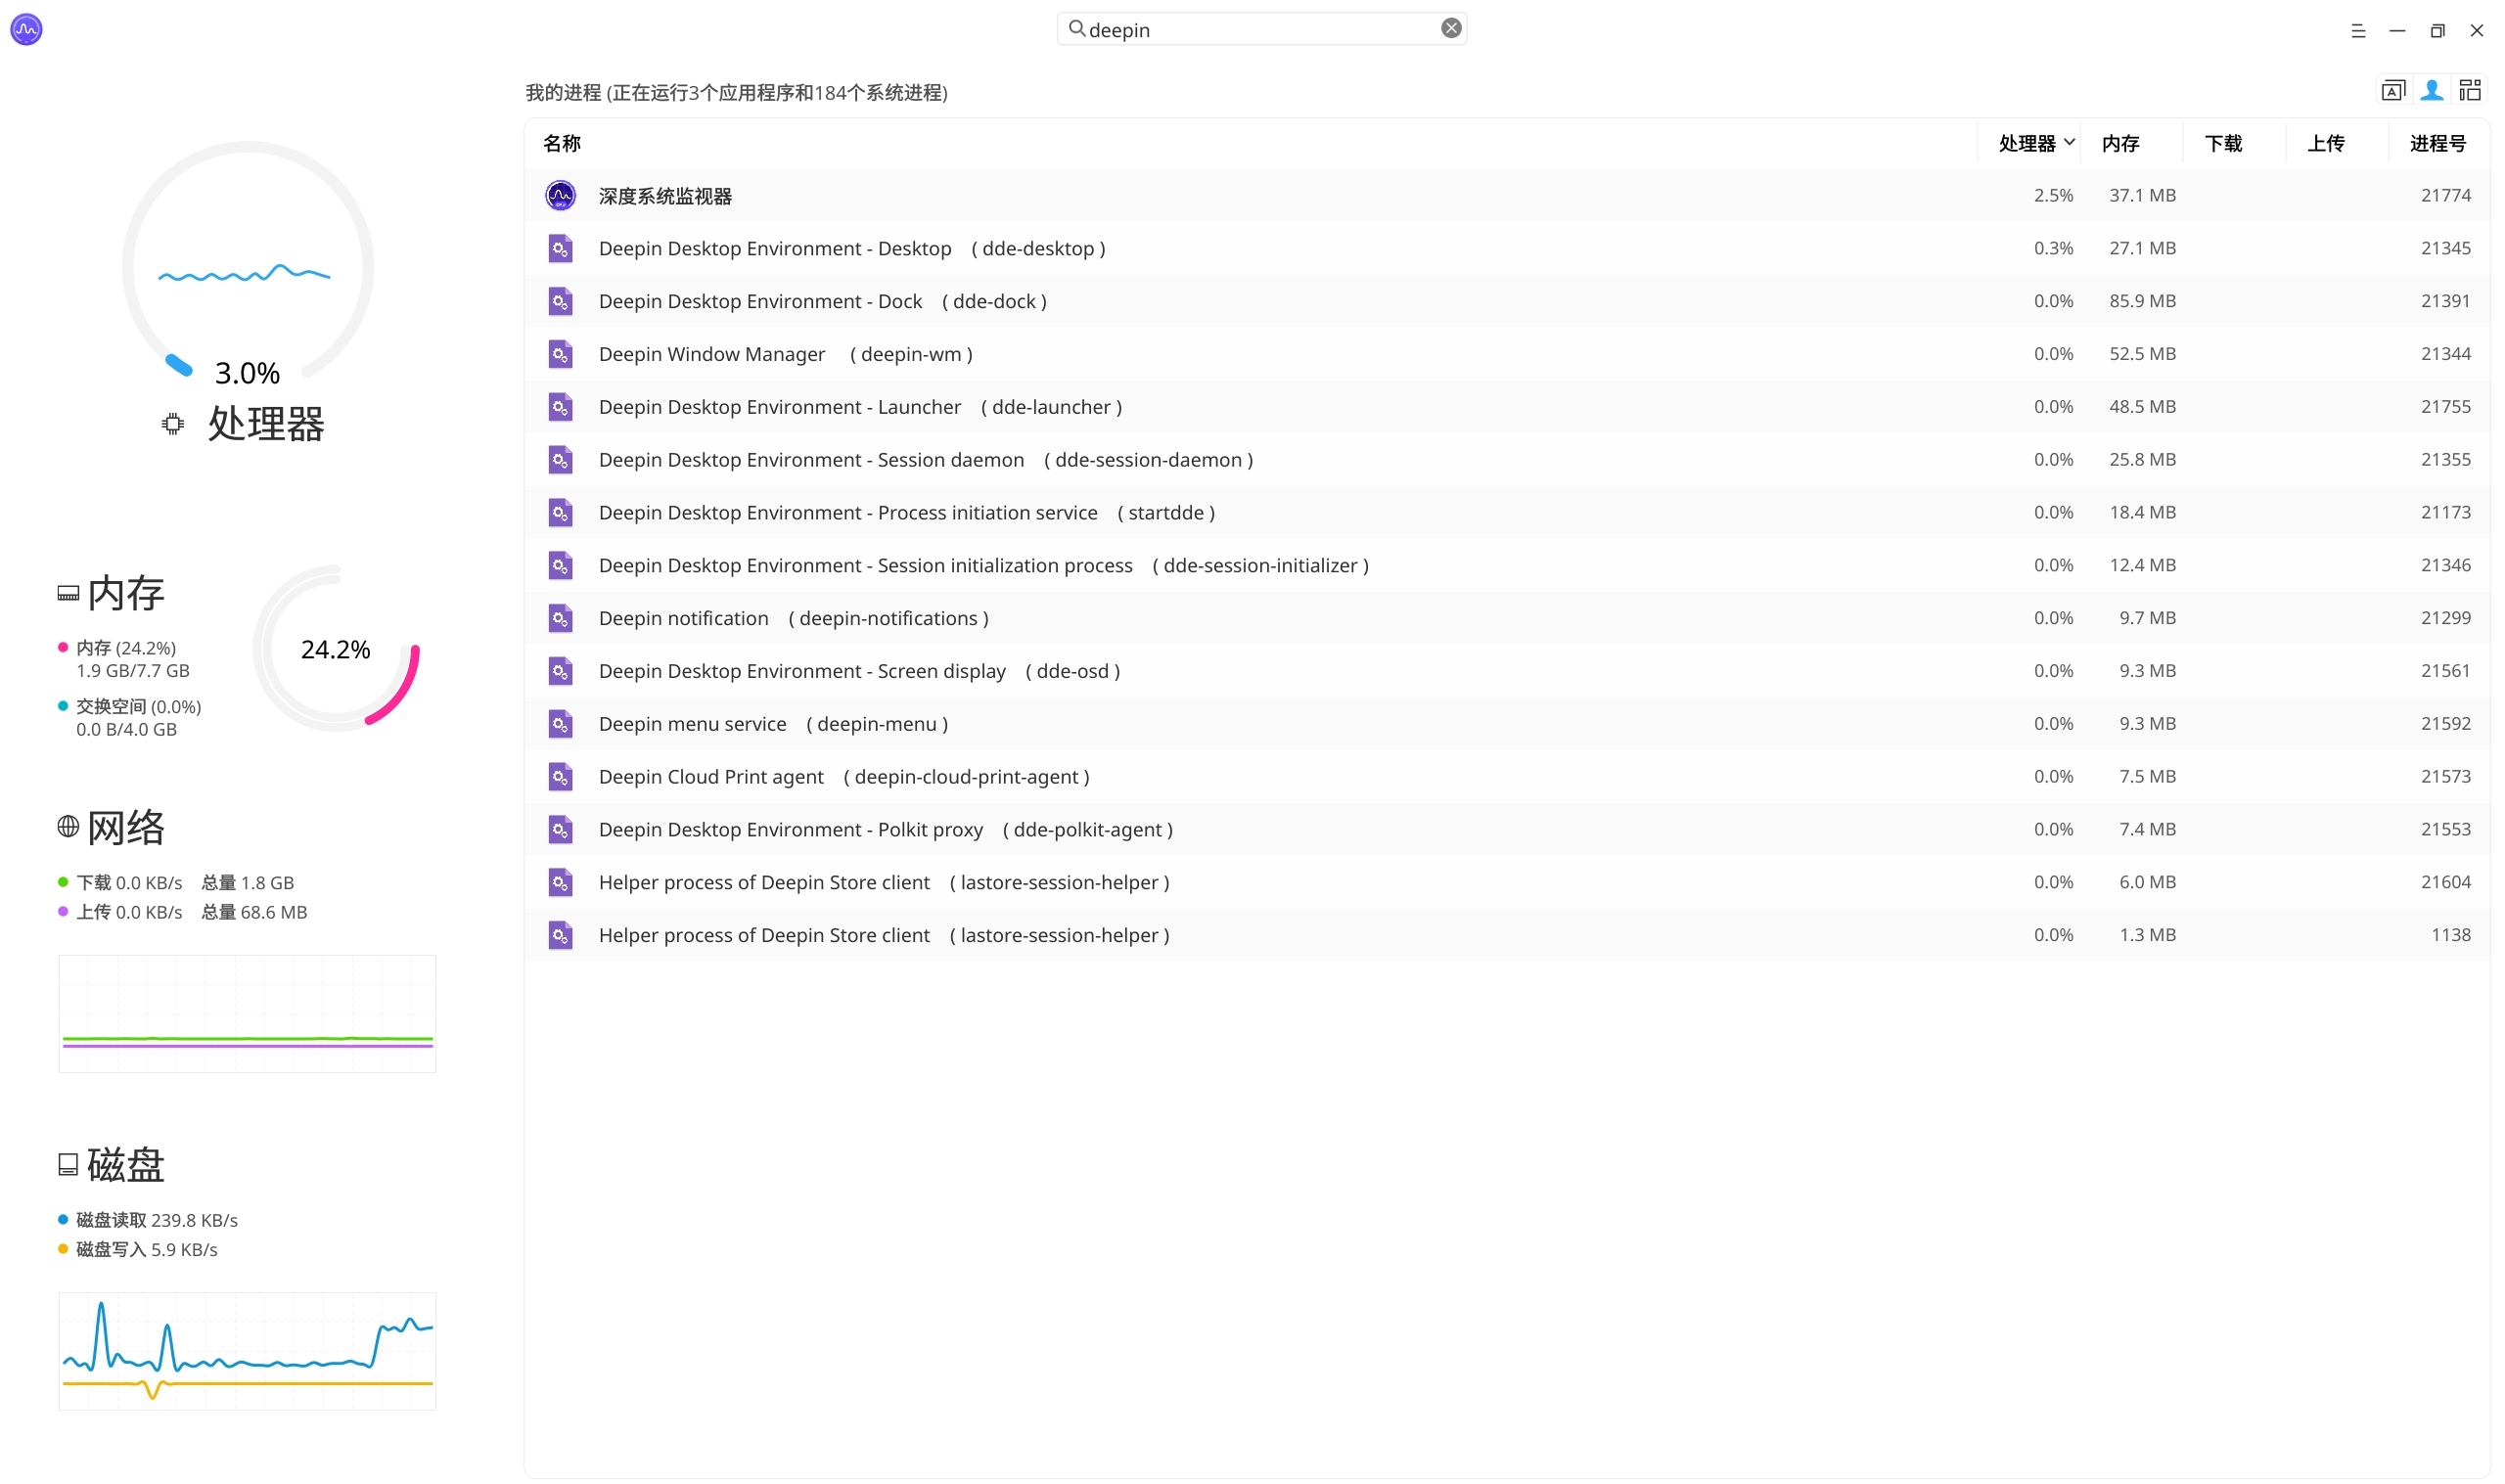 deepin
我的进程 (正在运行3个应用程序和184个系统进程)
名称 处理器 内存 下载 上传 进程号
深度系统监视器 2.5% 37.1 MB 21774
Deepin Desktop Environment - Desktop ( dde-desktop ) 0.3% 27.1 MB 21345
Deepin Desktop Environment - Dock ( dde-dock ) 0.0% 85.9 MB 21391
Deepin Window Manager ( deepin-wm ) 0.0% 52.5 MB 21344
Deepin Desktop Environment - Launcher ( dde-launcher ) 0.0% 48.5 MB 21755
Deepin Desktop Environment - Session daemon ( dde-session-daemon ) 0.0% 25.8 MB 21355
Deepin Desktop Environment - Process initiation service ( startdde ) 0.0% 18.4 MB 21173
Deepin Desktop Environment - Session initialization process ( dde-session-initializer ) 0.0% 12.4 MB 21346
Deepin notification ( deepin-notifications ) 0.0% 9.7 MB 21299
Deepin Desktop Environment - Screen display ( dde-osd ) 0.0% 9.3 MB 21561
Deepin menu service ( deepin-menu ) 0.0% 9.3 MB 21592
Deepin Cloud Print agent ( deepin-cloud-print-agent ) 0.0% 7.5 MB 21573
Deepin Desktop Environment - Polkit proxy ( dde-polkit-agent ) 0.0% 7.4 MB 21553
Helper process of Deepin Store client ( lastore-session-helper ) 0.0% 6.0 MB 21604
Helper process of Deepin Store client ( lastore-session-helper ) 0.0% 1.3 MB 1138
3.0%
处理器
内存
内存 (24.2%)
1.9 GB/7.7 GB
交换空间 (0.0%)
0.0 B/4.0 GB
24.2%
网络
下载 0.0 KB/s 总量 1.8 GB
上传 0.0 KB/s 总量 68.6 MB
磁盘
磁盘读取 239.8 KB/s
磁盘写入 5.9 KB/s